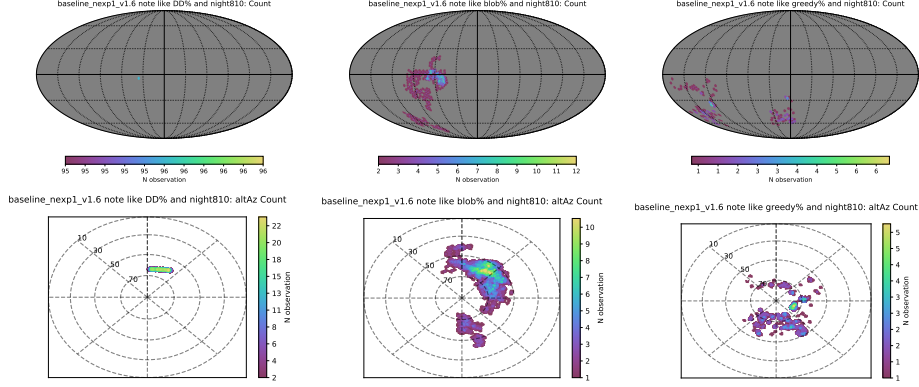 baseline_nexp1_v1.6 note like DD% and night810: Count
baseline_nexp1_v1.6 note like blob% and night810: Count
baseline_nexp1_v1.6 note like greedy% and night810: Count
95 95 95 95 96 96 96 96 96
N observation
2 3 4 5 6 7 8 9 10 11 12
N observation
1 1 2 3 3 4 4 5 6 6
N observation
baseline_nexp1_v1.6 note like DD% and night810: altAz Count
10
30
50
70
23
20
18
16
13
11
9
6
4
2
N observation
baseline_nexp1_v1.6 note like blob% and night810: altAz Count
10
30
50
70
10
9
8
7
6
5
4
3
2
1
N observation
baseline_nexp1_v1.6 note like greedy% and night810: altAz Count
10
30
50
5
5
4
4
3
3
2
2
1
1
N observation